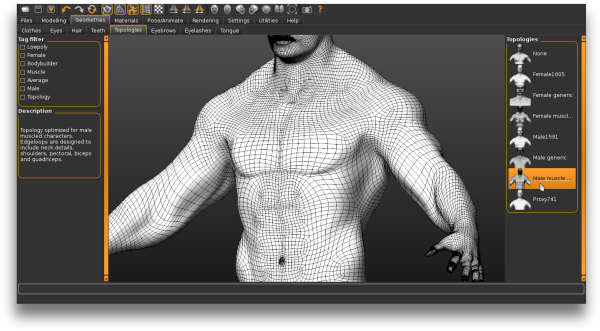 Files Modelling Geometries Materials Pose/Animate Rendering Settings Utilities Help
Clothes Eyes Hair Teeth Topologies Eyebrows Eyelashes Tongue
Tag filter
Lowpoly
Female
Bodybuilder
Muscle
Average
Male
Topology
Description
Topology optimized for male
muscled characters.
Edgeloops are designed to
include neck details,
shoulders, pectoral, biceps
and quadriceps.
Topologies
None
Female1605
Female generic
Female muscl...
Male1591
Male generic
Male muscle ...
Proxy741